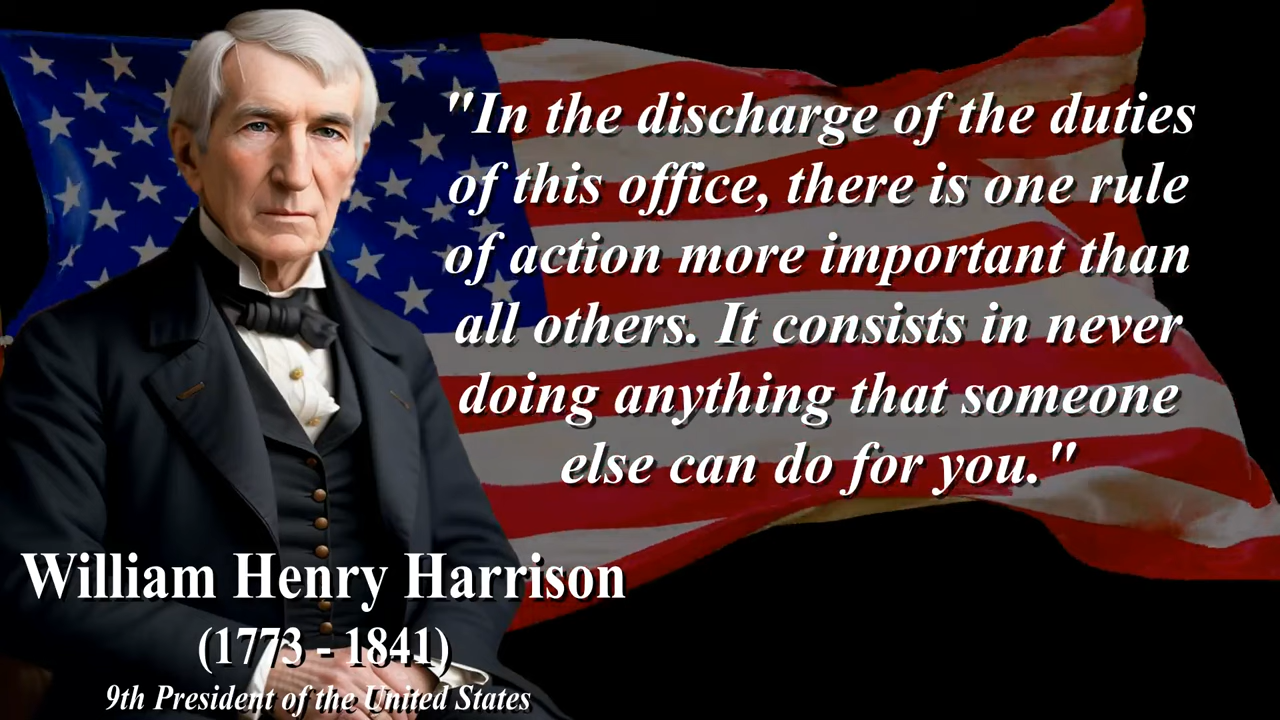 "In the discharge of the duties
of this office, there is one rule
of action more important than
all others. It consists in never
doing anything that someone
else can do for you."
William Henry Harrison
(1773 - 1841)
9th President of the United States